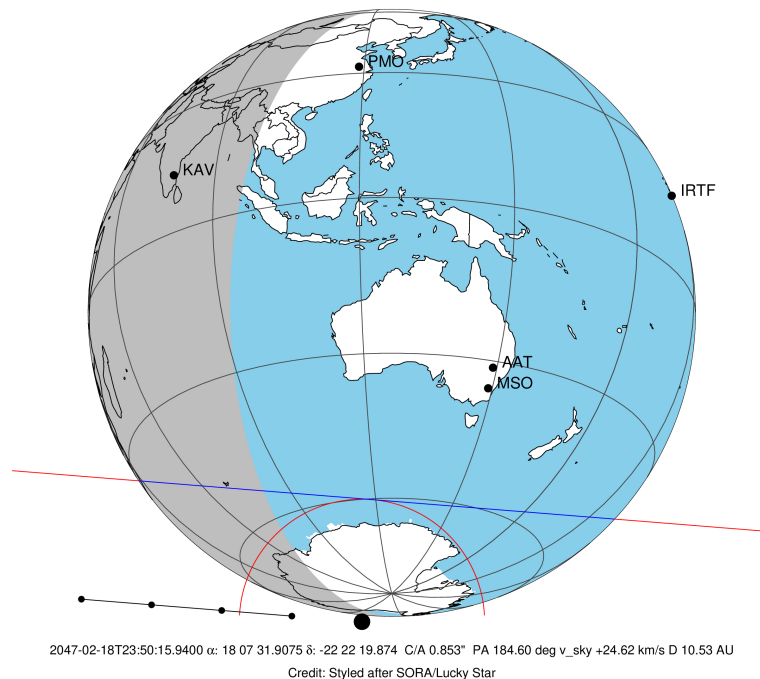 PMO
KAV
IRTF
AAT
MSO
2047-02-18T23:50:15.9400 α: 18 07 31.9075 δ: -22 22 19.874 C/A 0.853" PA 184.60 deg v_sky +24.62 km/s D 10.53 AU
Credit: Styled after SORA/Lucky Star